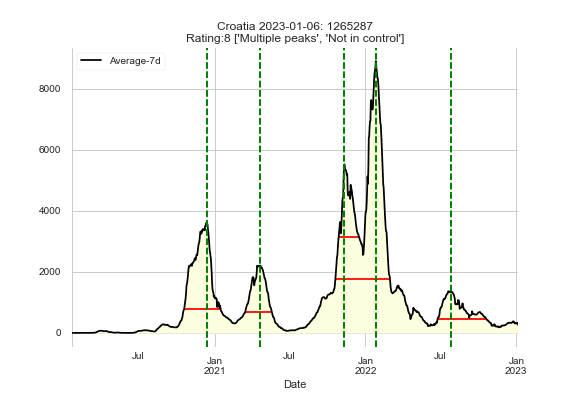 Croatia 2023-01-06: 1265287
Rating:8 ['Multiple peaks', 'Not in control']
Average-7d
8000
6000
4000
2000
0
Jul
Jan
2021
Jul
Jan
2022
Jul
Jan
2023
Date